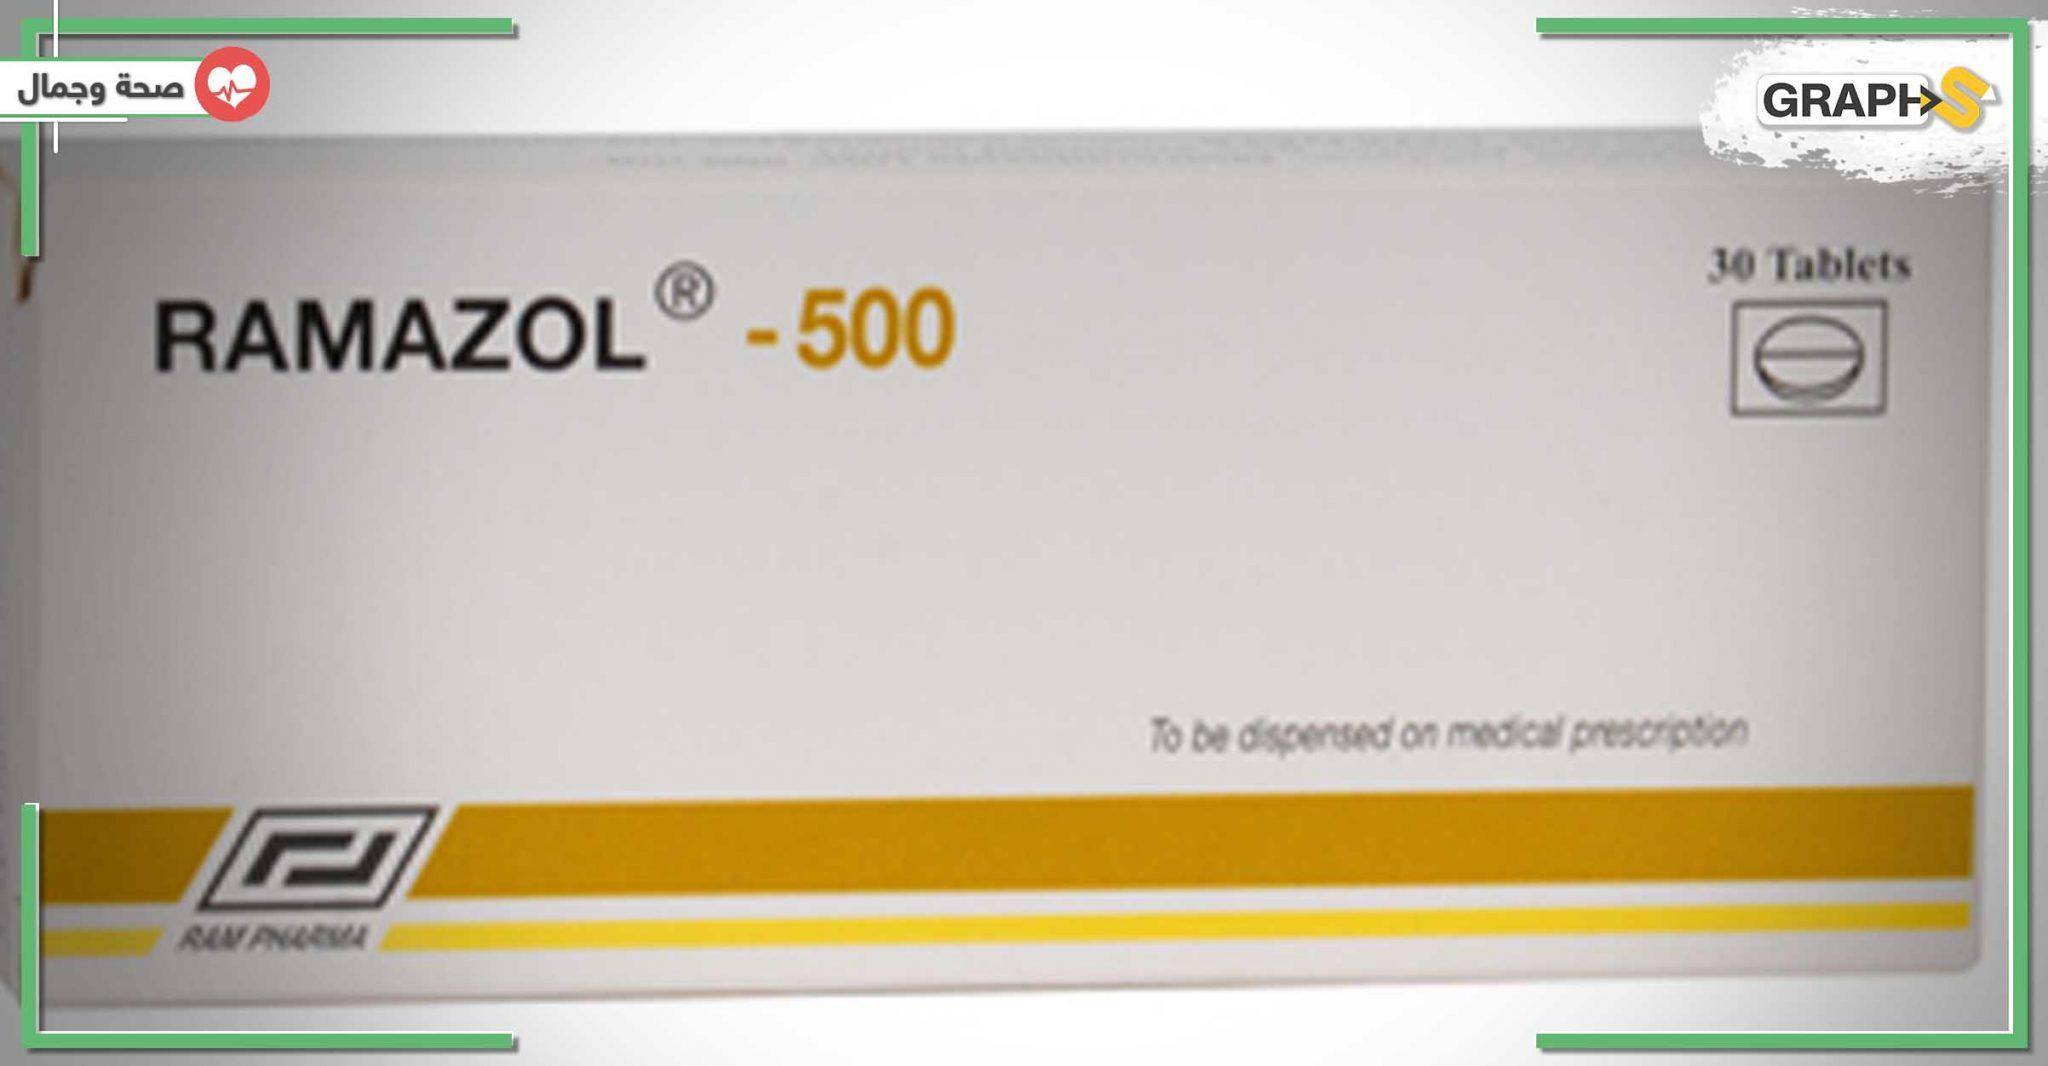 صحة وجمال
GRAPHS
RAMAZOL® - 500
30 Tablets
To be dispensed on medical prescription
RAM PHARMA